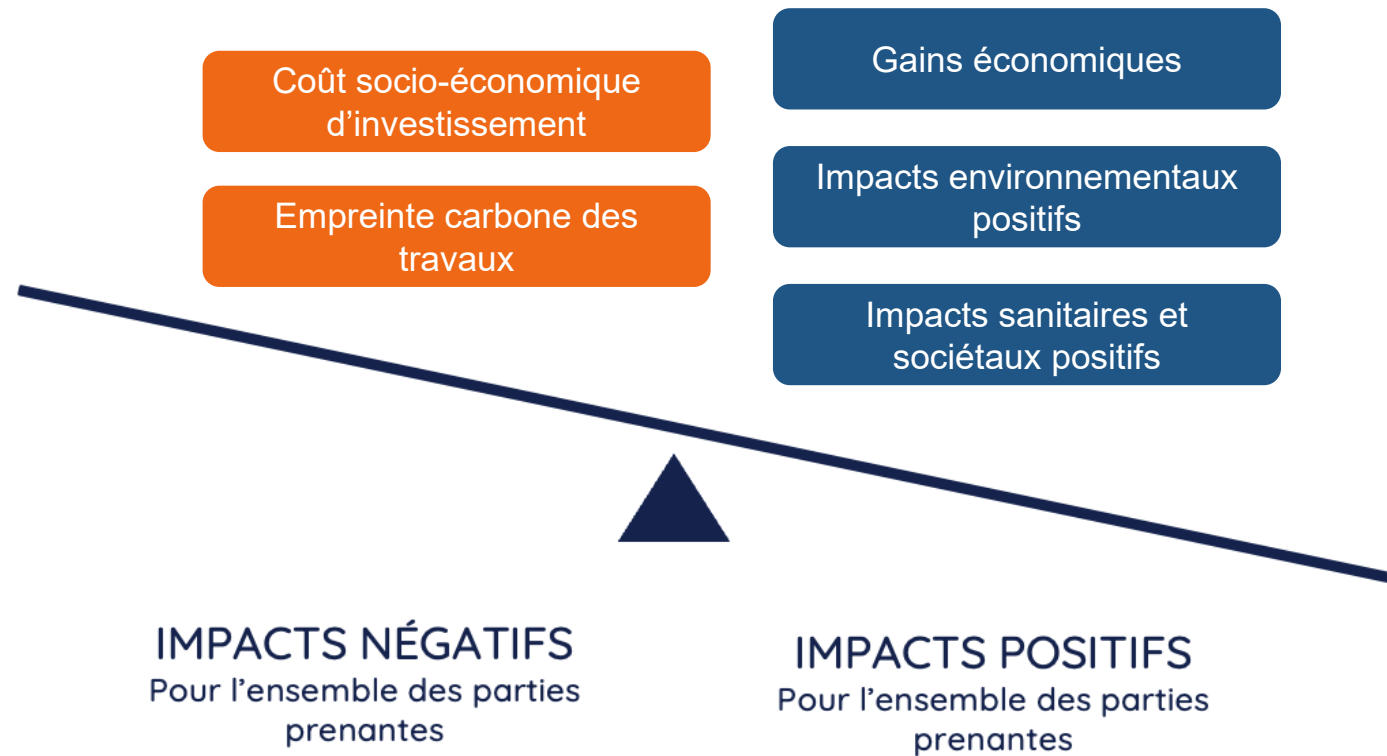 Coût socio-économique
d’investissement
Empreinte carbone des
travaux
Gains économiques
Impacts environnementaux
positifs
Impacts sanitaires et
sociétaux positifs
IMPACTS NÉGATIFS
Pour l’ensemble des parties
prenantes
IMPACTS POSITIFS
Pour l’ensemble des parties
prenantes